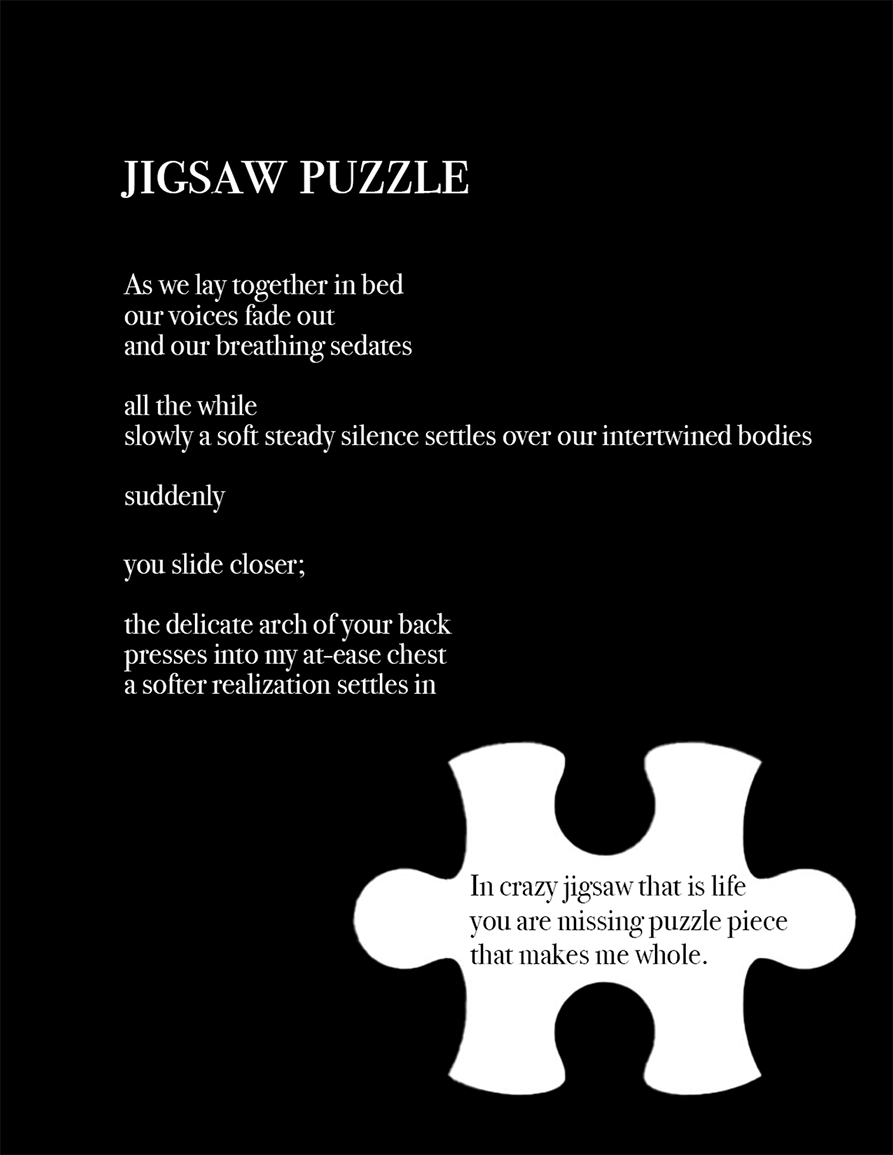 JIGSAW PUZZLE
As we lay together in bed
our voices fade out
and our breathing sedates
all the while
slowly a soft steady silence settles over our intertwined bodies
suddenly
you slide closer;
the delicate arch of your back
presses into my at-ease chest
a softer realization settles in
In crazy jigsaw that is life
you are missing puzzle piece
that makes me whole.